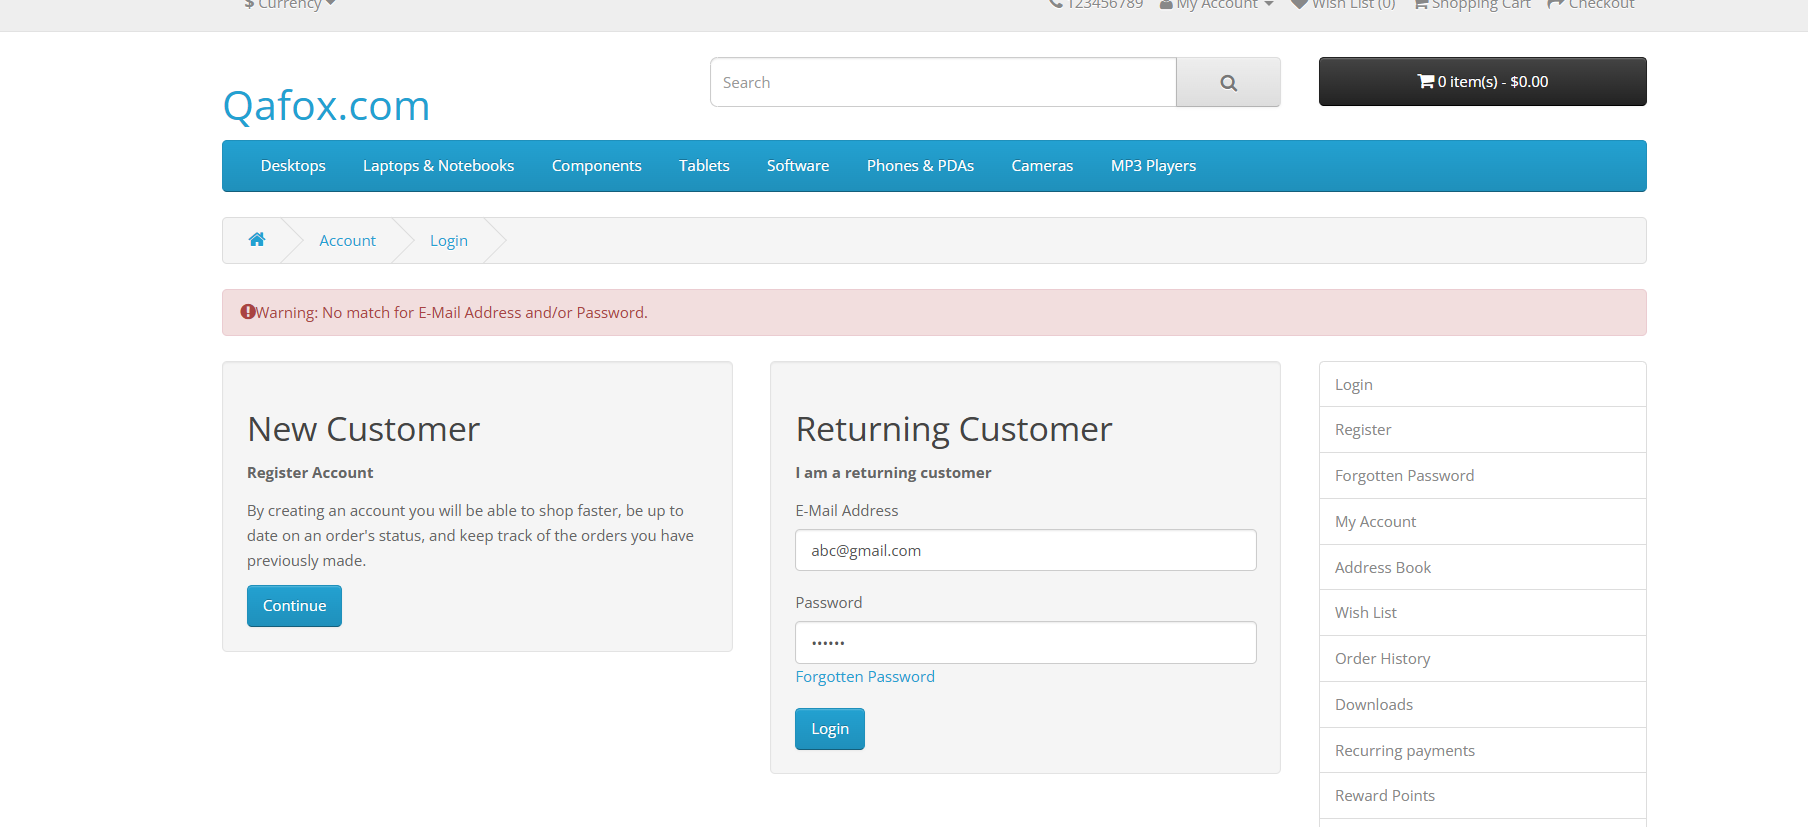 $ Currency
123456789 My Account Wish List (0) Shopping Cart Checkout
Qafox.com
Search
0 item(s) - $0.00
Desktops Laptops & Notebooks Components Tablets Software Phones & PDAs Cameras MP3 Players
Account Login
Warning: No match for E-Mail Address and/or Password.
New Customer
Register Account
By creating an account you will be able to shop faster, be up to
date on an order's status, and keep track of the orders you have
previously made.
Continue
Returning Customer
I am a returning customer
E-Mail Address
abc@gmail.com
Password
••••••
Forgotten Password
Login
Login
Register
Forgotten Password
My Account
Address Book
Wish List
Order History
Downloads
Recurring payments
Reward Points